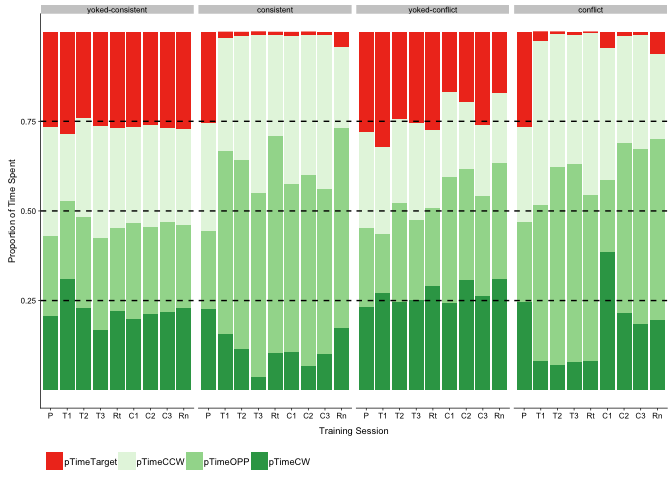 yoked-consistent consistent yoked-conflict conflict
Proportion of Time Spent
0.75
0.50
0.25
P T1 T2 T3 Rt C1 C2 C3 Rn P T1 T2 T3 Rt C1 C2 C3 Rn P T1 T2 T3 Rt C1 C2 C3 Rn P T1 T2 T3 Rt C1 C2 C3 Rn
Training Session
pTimeTarget pTimeCCW pTimeOPP pTimeCW